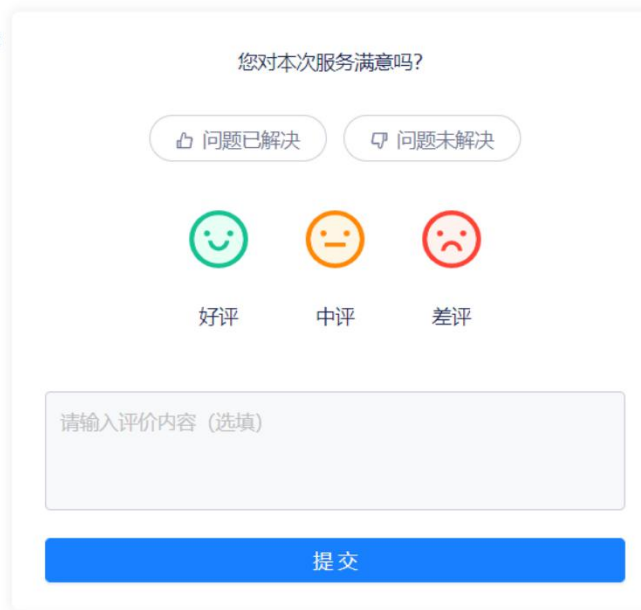 您对本次服务满意吗?
问题已解决 问题未解决
好评 中评 差评
请输入评价内容（选填）
提交